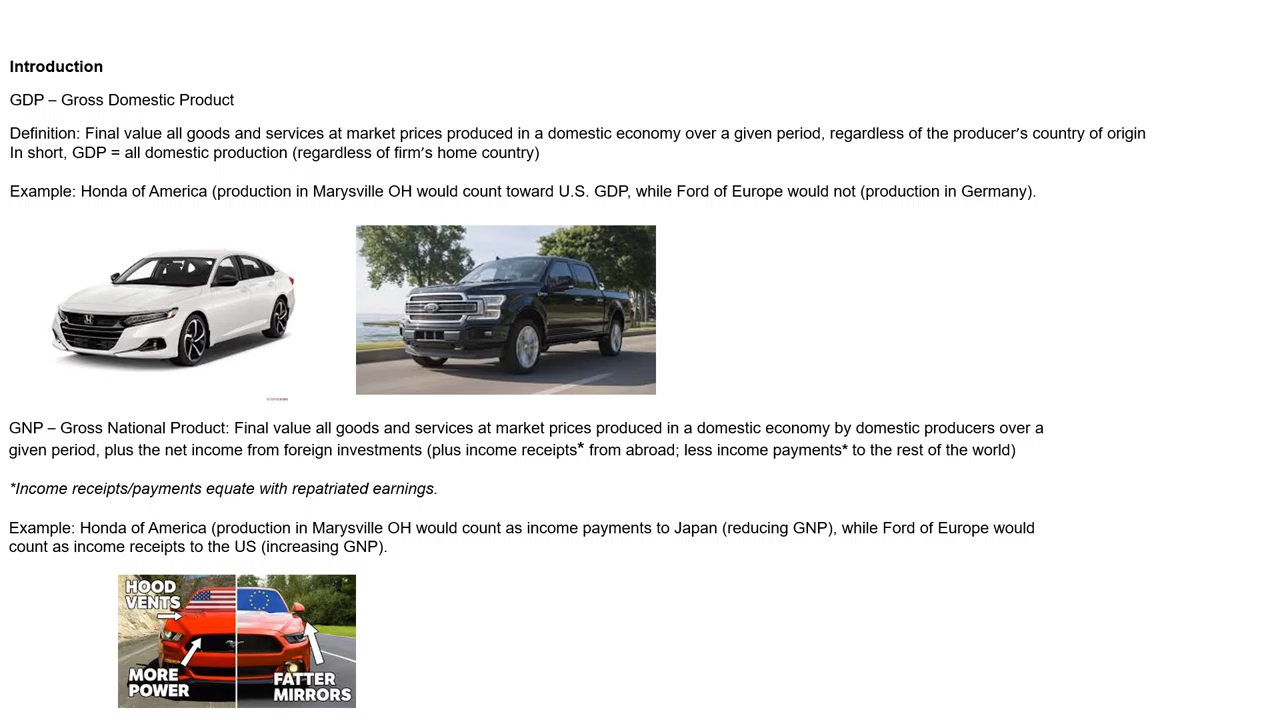 Introduction
GDP – Gross Domestic Product
Definition: Final value all goods and services at market prices produced in a domestic economy over a given period, regardless of the producer's country of origin
In short, GDP = all domestic production (regardless of firm's home country)
Example: Honda of America (production in Marysville OH would count toward U.S. GDP, while Ford of Europe would not (production in Germany).
GNP – Gross National Product: Final value all goods and services at market prices produced in a domestic economy by domestic producers over a
given period, plus the net income from foreign investments (plus income receipts* from abroad; less income payments* to the rest of the world)
*Income receipts/payments equate with repatriated earnings.
Example: Honda of America (production in Marysville OH would count as income payments to Japan (reducing GNP), while Ford of Europe would
count as income receipts to the US (increasing GNP).
HOOD
VENTS
MORE
POWER
FATTER
MIRRORS